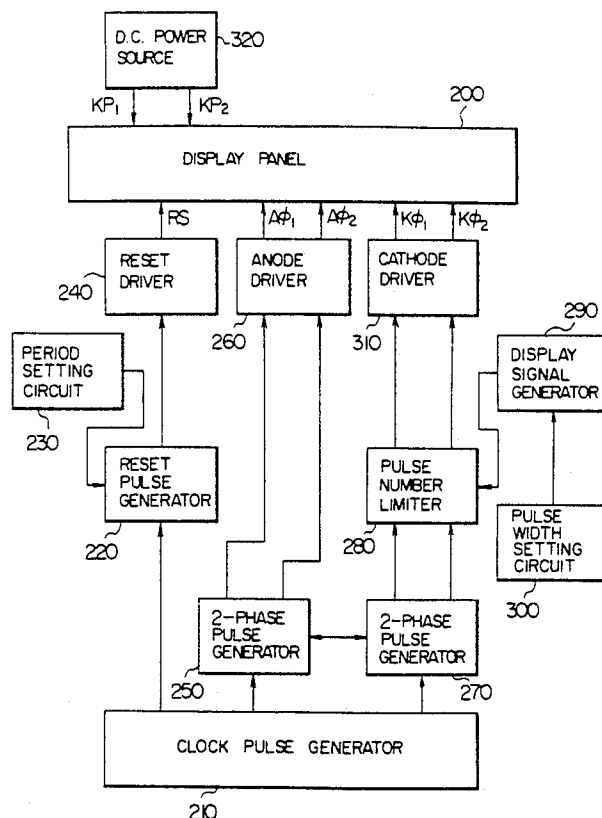 D.C. POWER
SOURCE
320
KP₁
KP₂
200
DISPLAY PANEL
RS
AΦ₁
AΦ₂
KΦ₁
KΦ₂
RESET
DRIVER
240
ANODE
DRIVER
260
CATHODE
DRIVER
310
290
PERIOD
SETTING
CIRCUIT
230
DISPLAY
SIGNAL
GENERATOR
RESET
PULSE
GENERATOR
220
PULSE
NUMBER
LIMITER
280
PULSE
WIDTH
SETTING
CIRCUIT
300
2-PHASE
PULSE
GENERATOR
250
2-PHASE
PULSE
GENERATOR
270
CLOCK PULSE GENERATOR
210